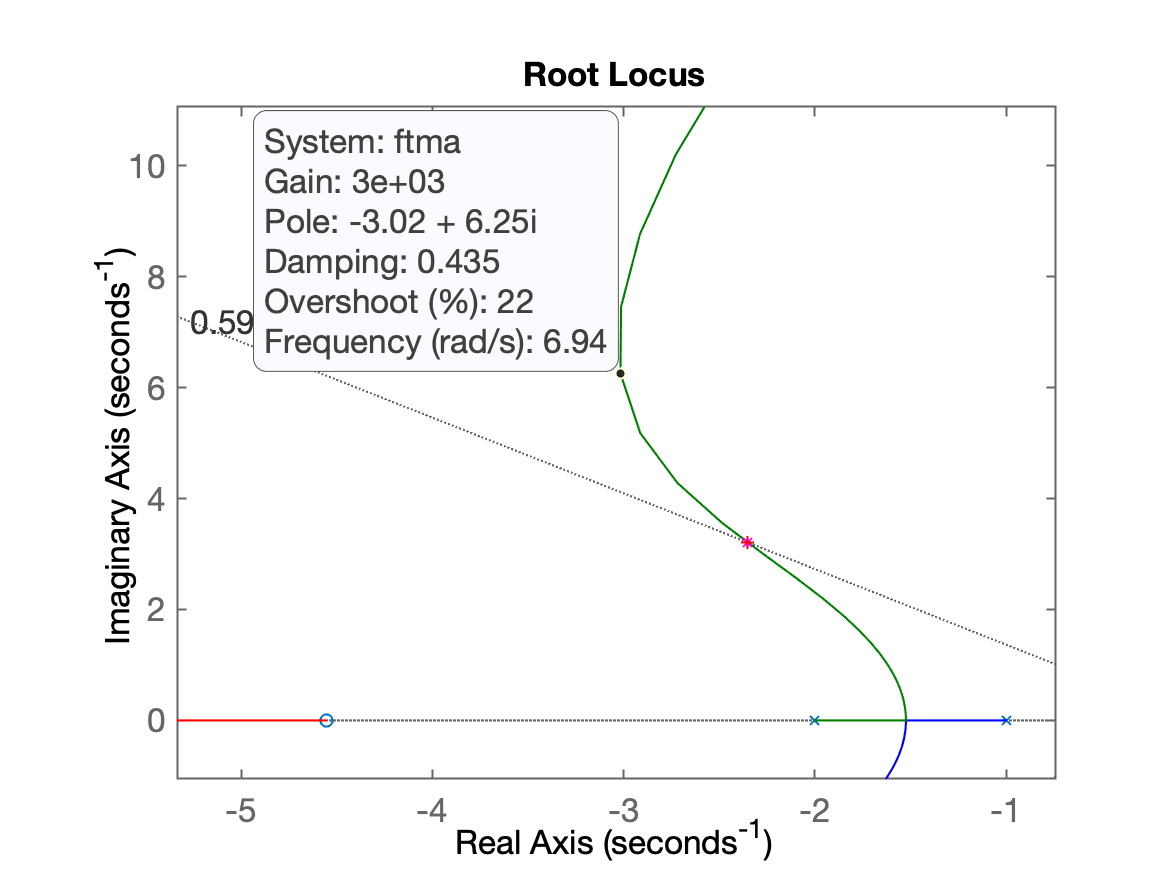 Root Locus
System: ftma
Gain: 3e+03
Pole: -3.02 + 6.25i
Damping: 0.435
Overshoot (%): 22
Frequency (rad/s): 6.94
0.59
10
8
6
4
2
0
Imaginary Axis (seconds⁻¹)
-5 -4 -3 -2 -1
Real Axis (seconds⁻¹)